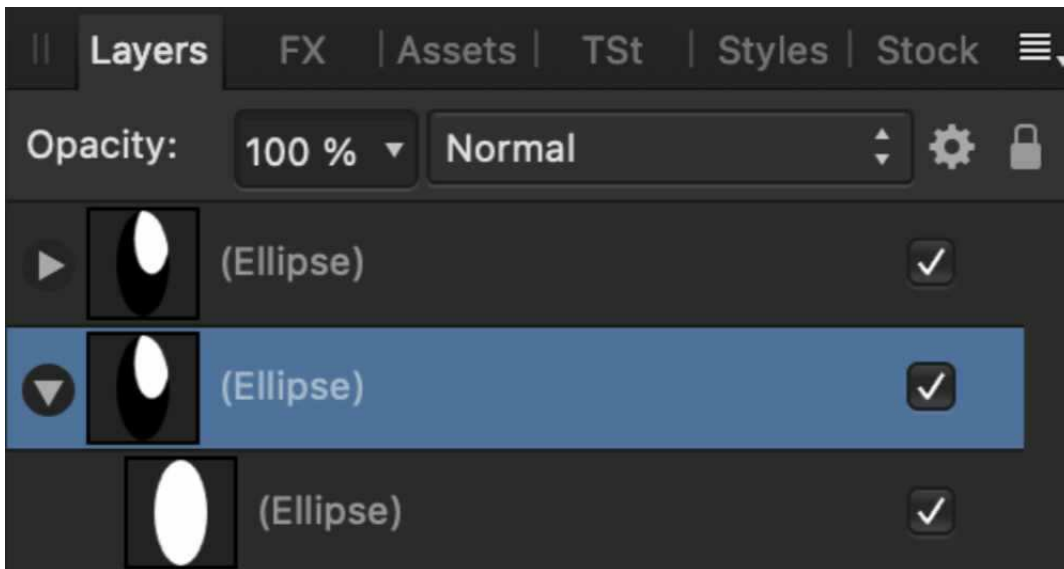 Layers FX | Assets | TSt | Styles | Stock
Opacity: 100 % Normal
(Ellipse)
(Ellipse)
(Ellipse)